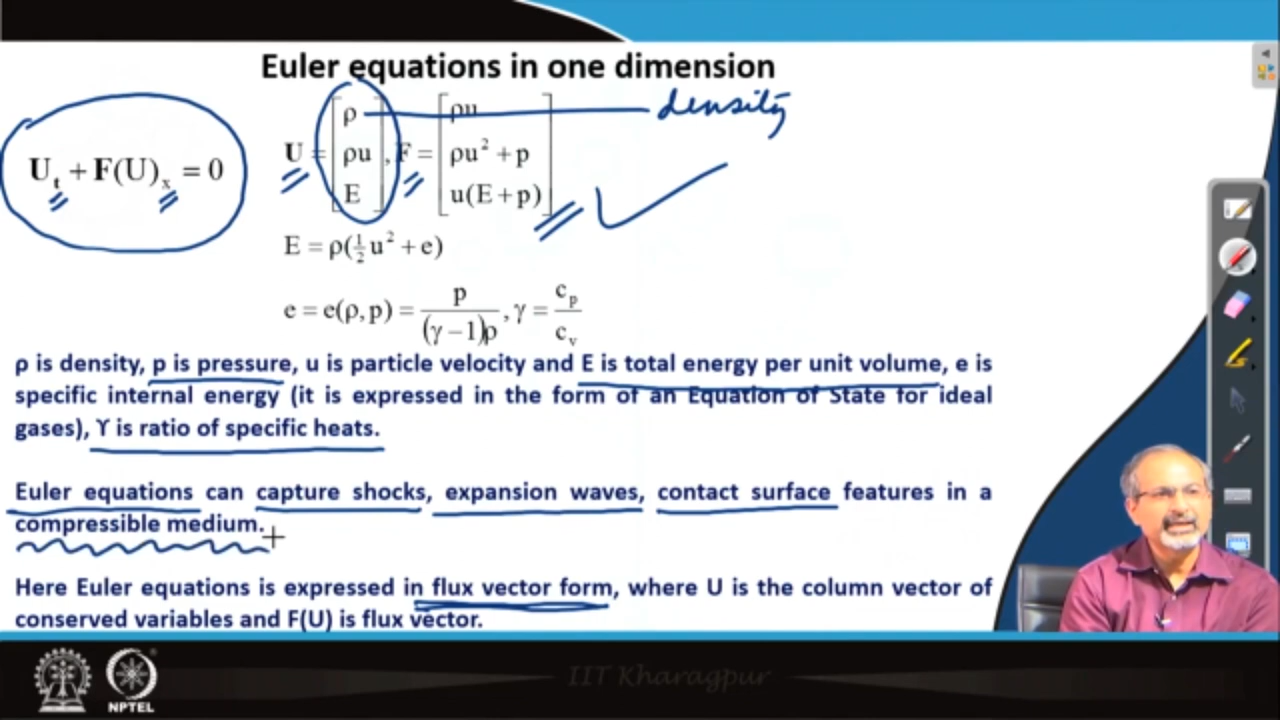 Euler equations in one dimension
density
U_t + F(U)_x = 0
U = [ρ ρu E], F = [ρu ρu² + p u(E+p)]
E = ρ(½u² + e)
e = e(ρ,p) = p/(γ−1)ρ, γ = c_p/c_v
ρ is density, p is pressure, u is particle velocity and E is total energy per unit volume, e is
specific internal energy (it is expressed in the form of an Equation of State for ideal
gases), ϒ is ratio of specific heats.
Euler equations can capture shocks, expansion waves, contact surface features in a
compressible medium.
Here Euler equations is expressed in flux vector form, where U is the column vector of
conserved variables and F(U) is flux vector.
IIT Kharagpur
NPTEL